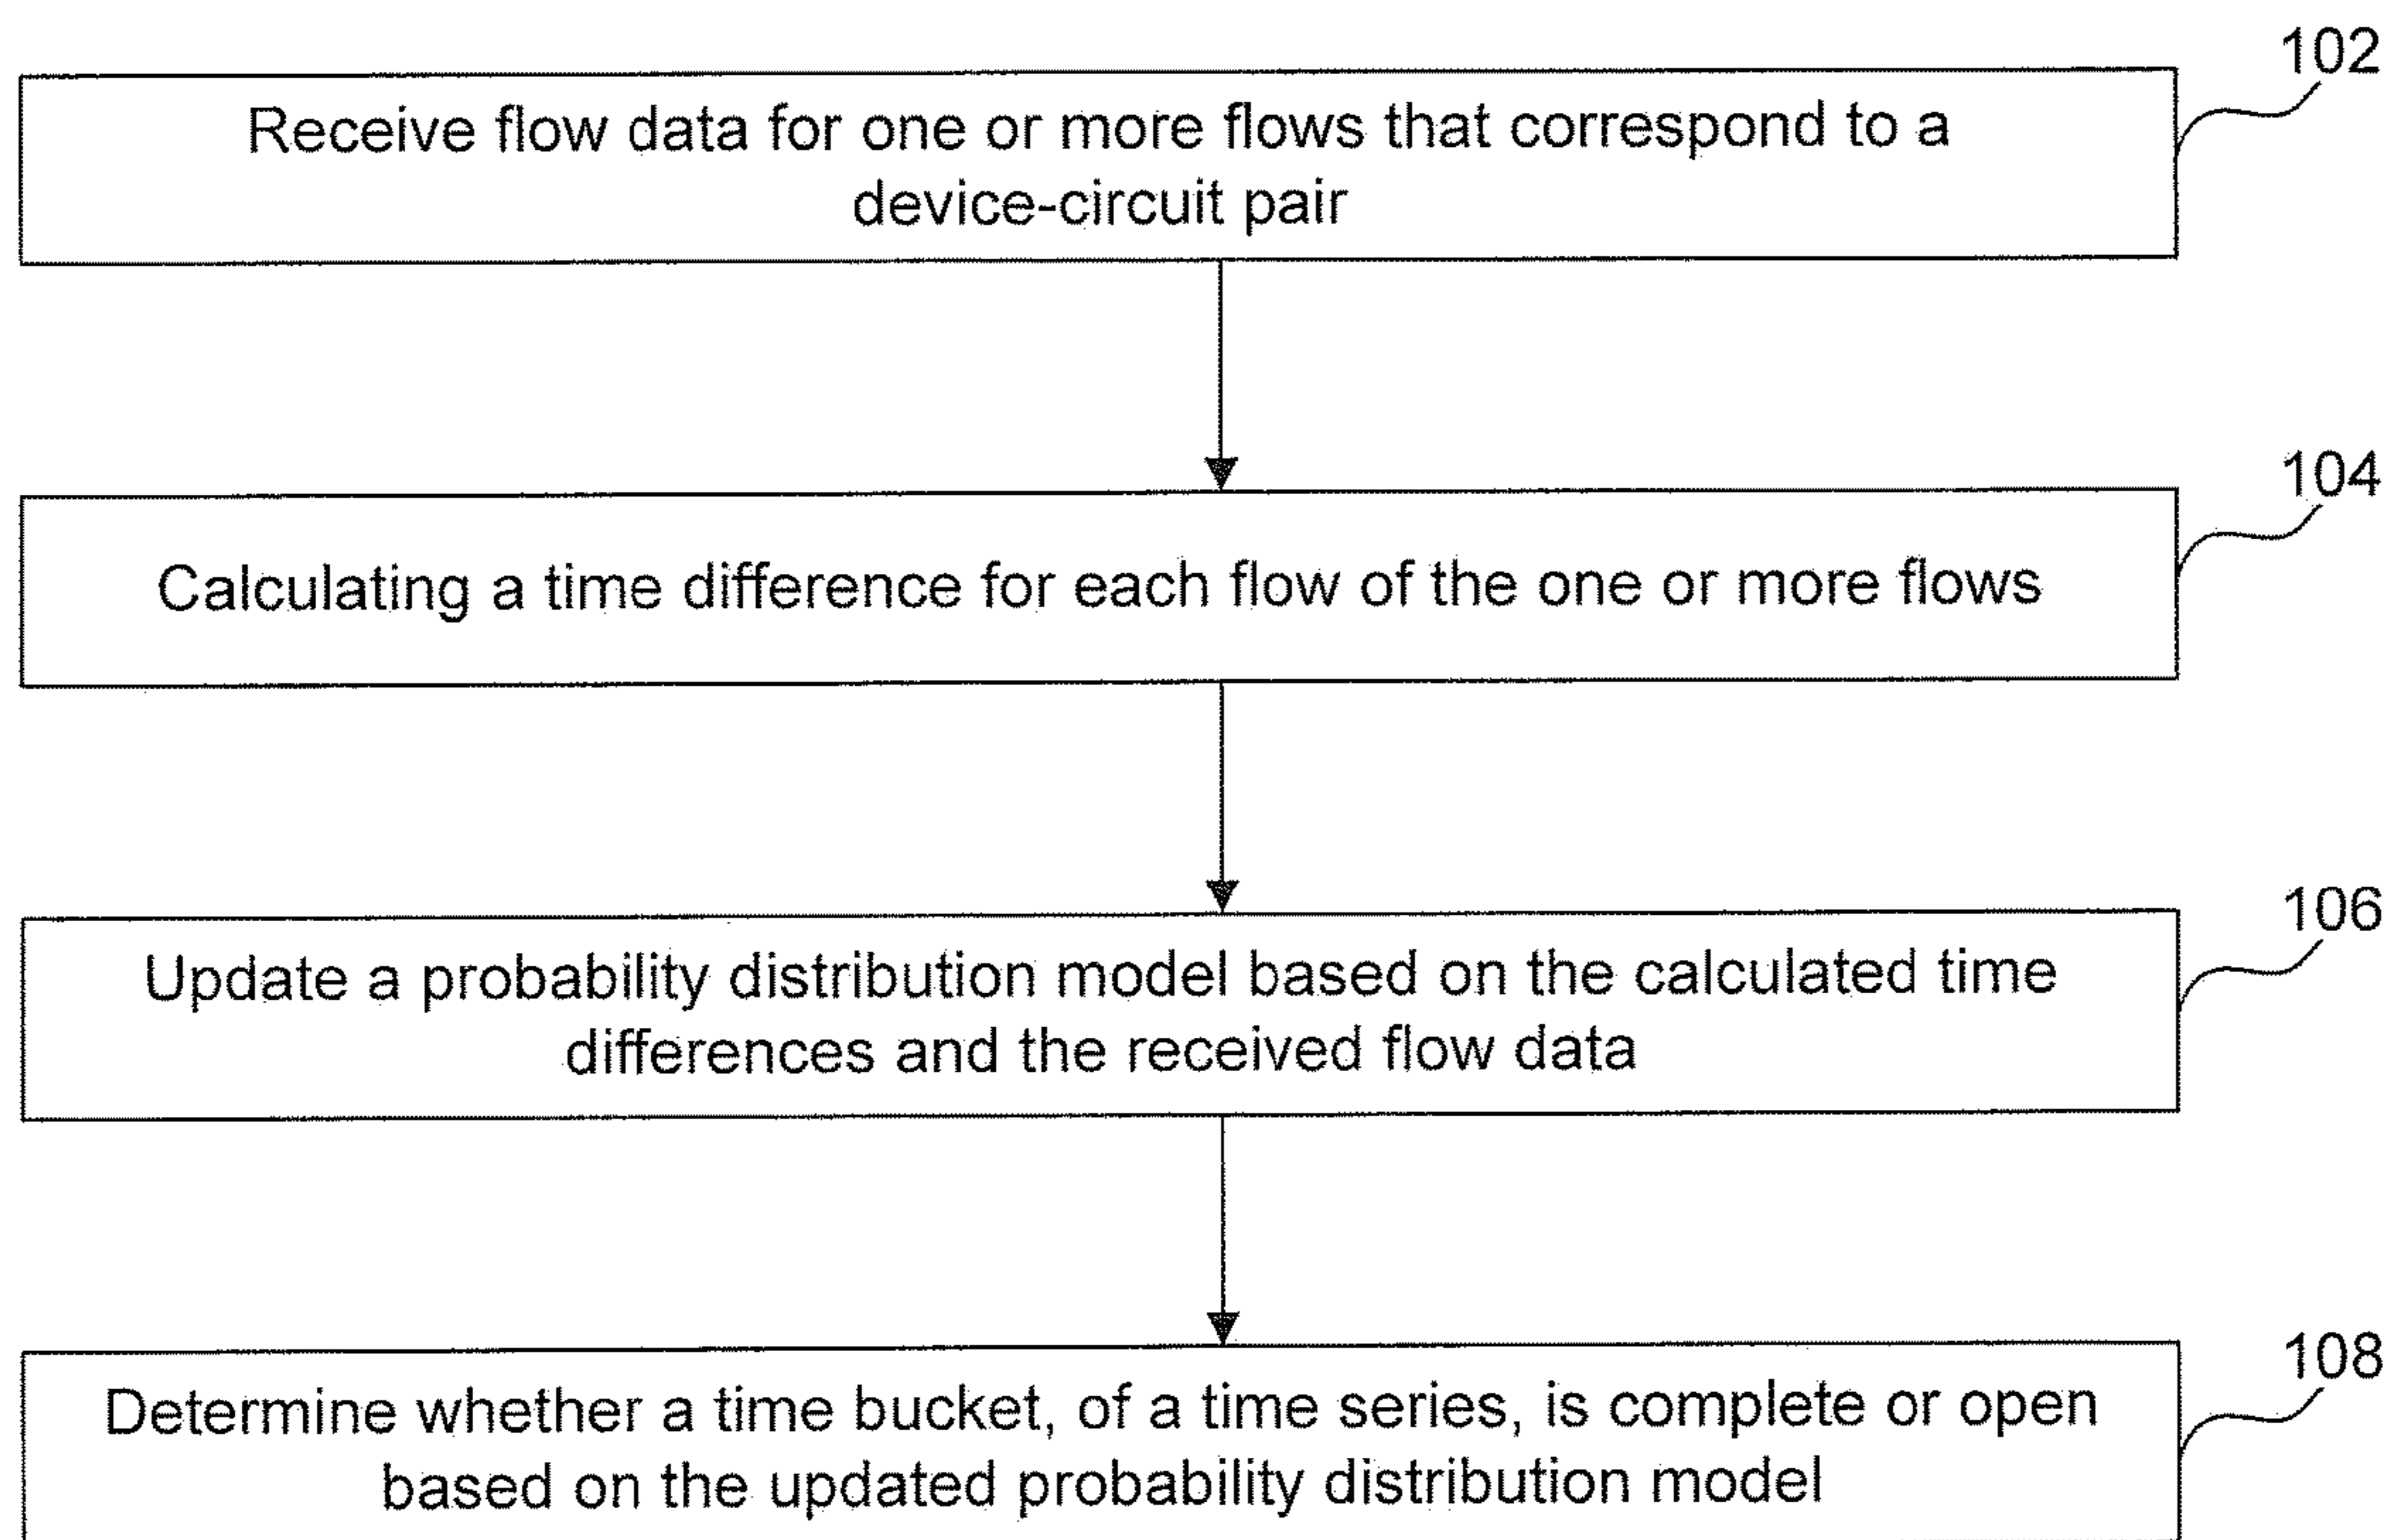 102
Receive flow data for one or more flows that correspond to a
device-circuit pair
104
Calculating a time difference for each flow of the one or more flows
106
Update a probability distribution model based on the calculated time
differences and the received flow data
108
Determine whether a time bucket, of a time series, is complete or open
based on the updated probability distribution model